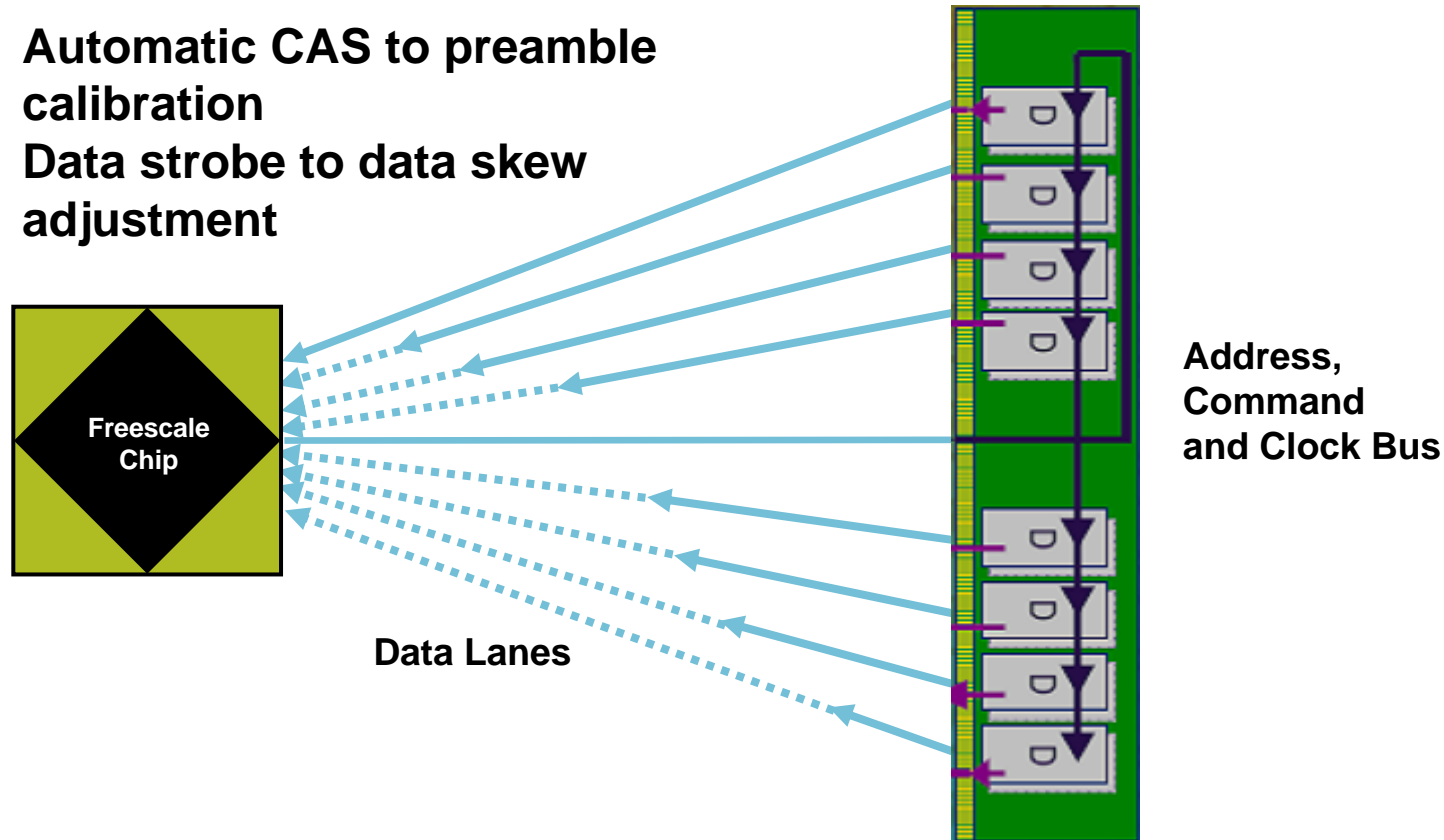 Automatic CAS to preamble
calibration
Data strobe to data skew
adjustment
Freescale
Chip
Data Lanes
Address,
Command
and Clock Bus
D
D
D
D
D
D
D
D